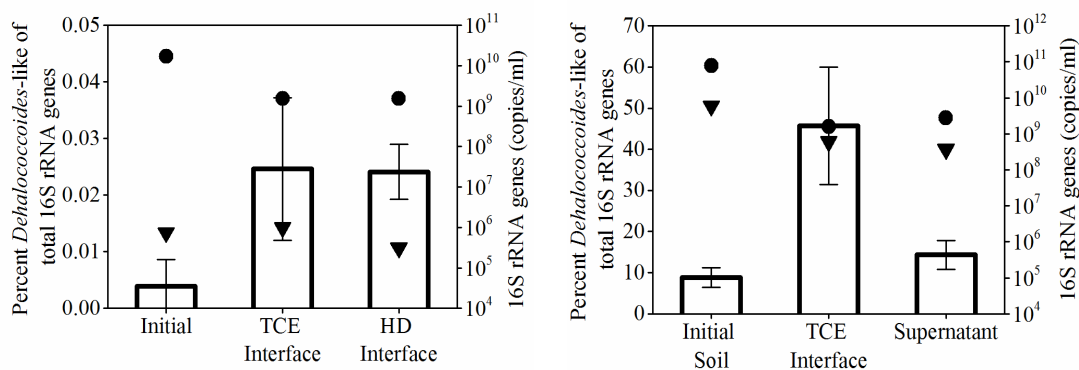 Percent Dehalococcoides-like of
total 16S rRNA genes
0.05
0.04
0.03
0.02
0.01
0.00
Initial
TCE
Interface
HD
Interface
10^11
10^10
10^9
10^8
10^7
10^6
10^5
10^4
16S rRNA genes (copies/ml)
Percent Dehalococcoides-like of
total 16S rRNA genes
70
60
50
40
30
20
10
0
Initial
Soil
TCE
Interface
Supernatant
10^12
10^11
10^10
10^9
10^8
10^7
10^6
10^5
10^4
16S rRNA genes (copies/ml)